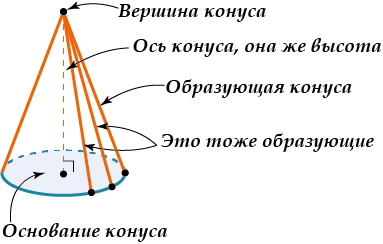 Вершина конуса
Ось конуса, она же высота
Образующая конуса
Это тоже образующие
Основание конуса